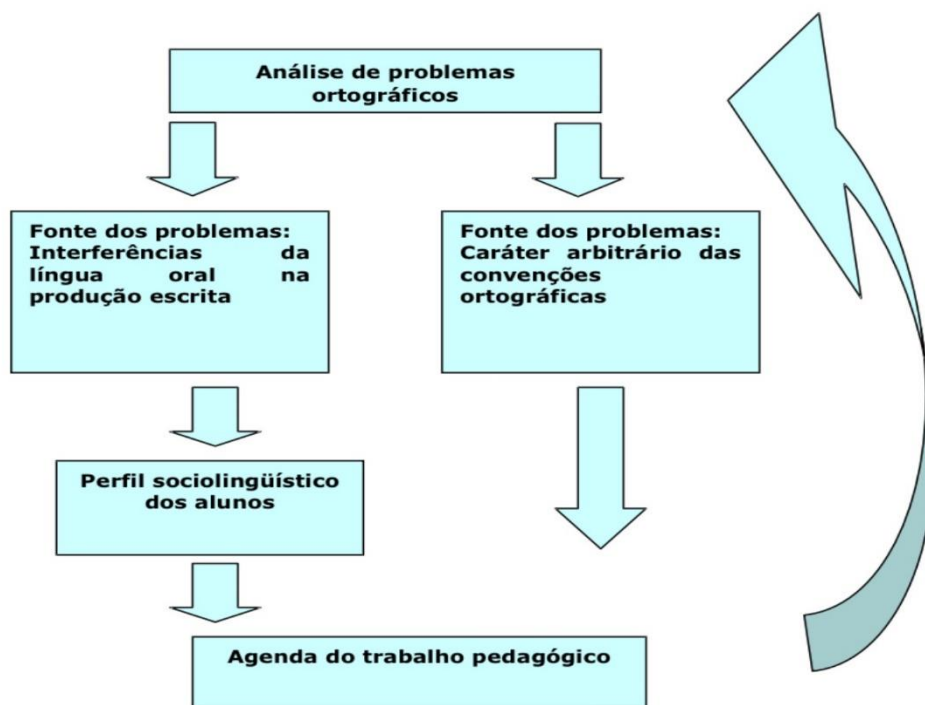 Análise de problemas
ortográficos
Fonte dos problemas:
Interferências da
língua oral na
produção escrita
Fonte dos problemas:
Caráter arbitrário das
convenções
ortográficas
Perfil sociolingüístico
dos alunos
Agenda do trabalho pedagógico